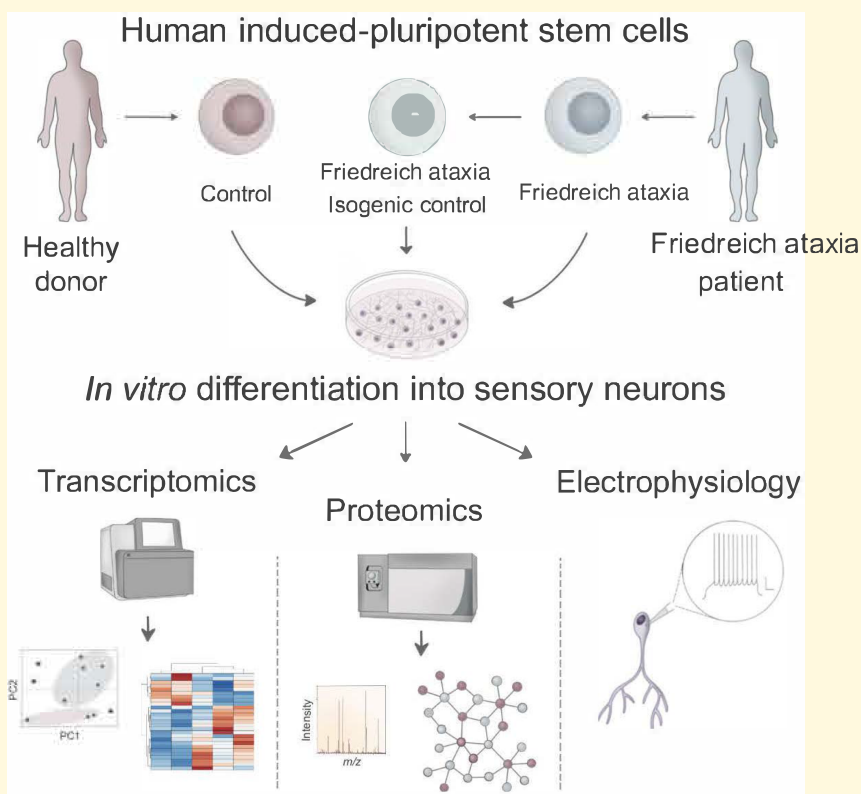 Human induced-pluripotent stem cells
Control
Friedreich ataxia
Isogenic control
Friedreich ataxia
Healthy
donor
Friedreich ataxia
patient
In vitro differentiation into sensory neurons
Transcriptomics
Proteomics
Electrophysiology
PC2
PC1
Intensity
m/z